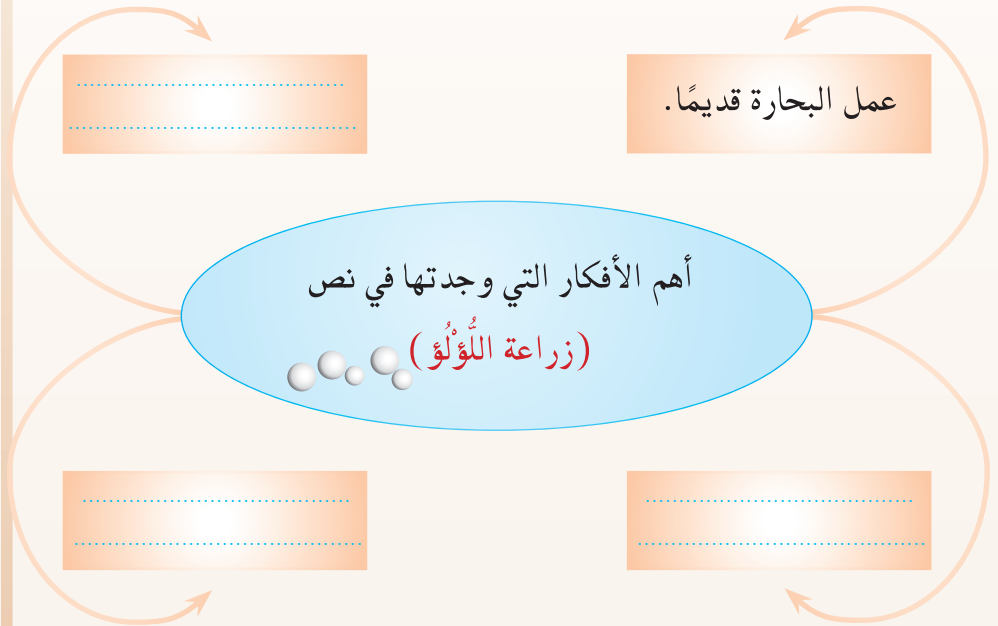 عمل البحارة قديمًا.
أهم الأفكار التي وجدتها في نص
(زراعة اللُّؤْلُؤ)